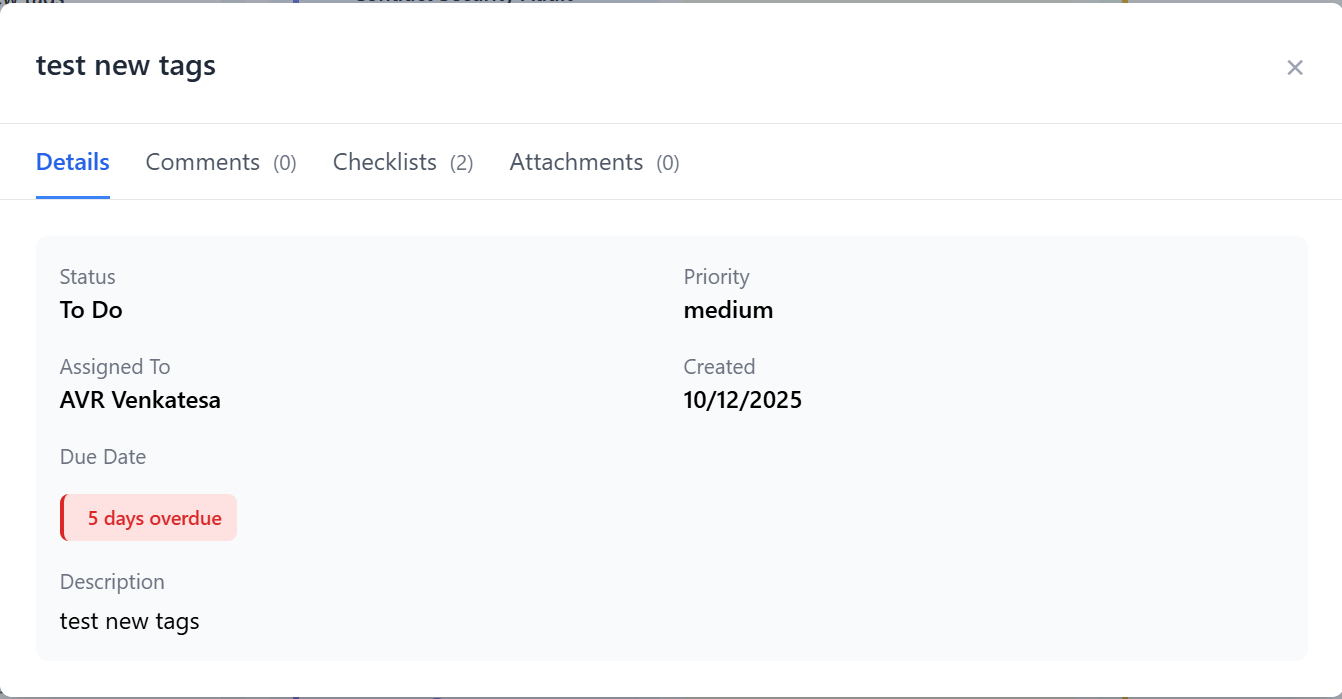 test new tags
Details Comments (0) Checklists (2) Attachments (0)
Status
To Do
Priority
medium
Assigned To
AVR Venkatesa
Created
10/12/2025
Due Date
5 days overdue
Description
test new tags